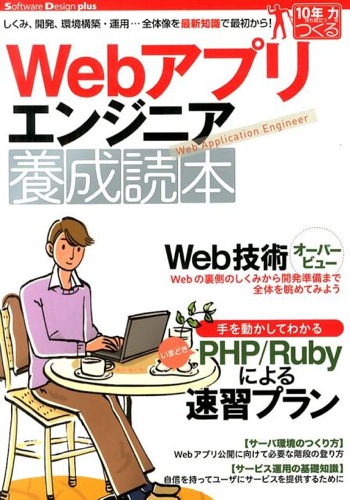 Software Design plus
しくみ、開発、環境構築・運用…全体像を最新知識で最初から!
10年 力
つくる
Webアプリ
エンジニア
Web Application Engineer
養成読本
Web技術 オーバービュー
Webの裏側のしくみから開発準備まで
全体を眺めてみよう
手を動かしてわかる
いまどき PHP/Ruby
による
速習プラン
【サーバ環境のつくり方】
Webアプリ公開に向けて必要な階段の登り方
【サービス運用の基礎知識】
自信を持ってユーザにサービスを提供するために